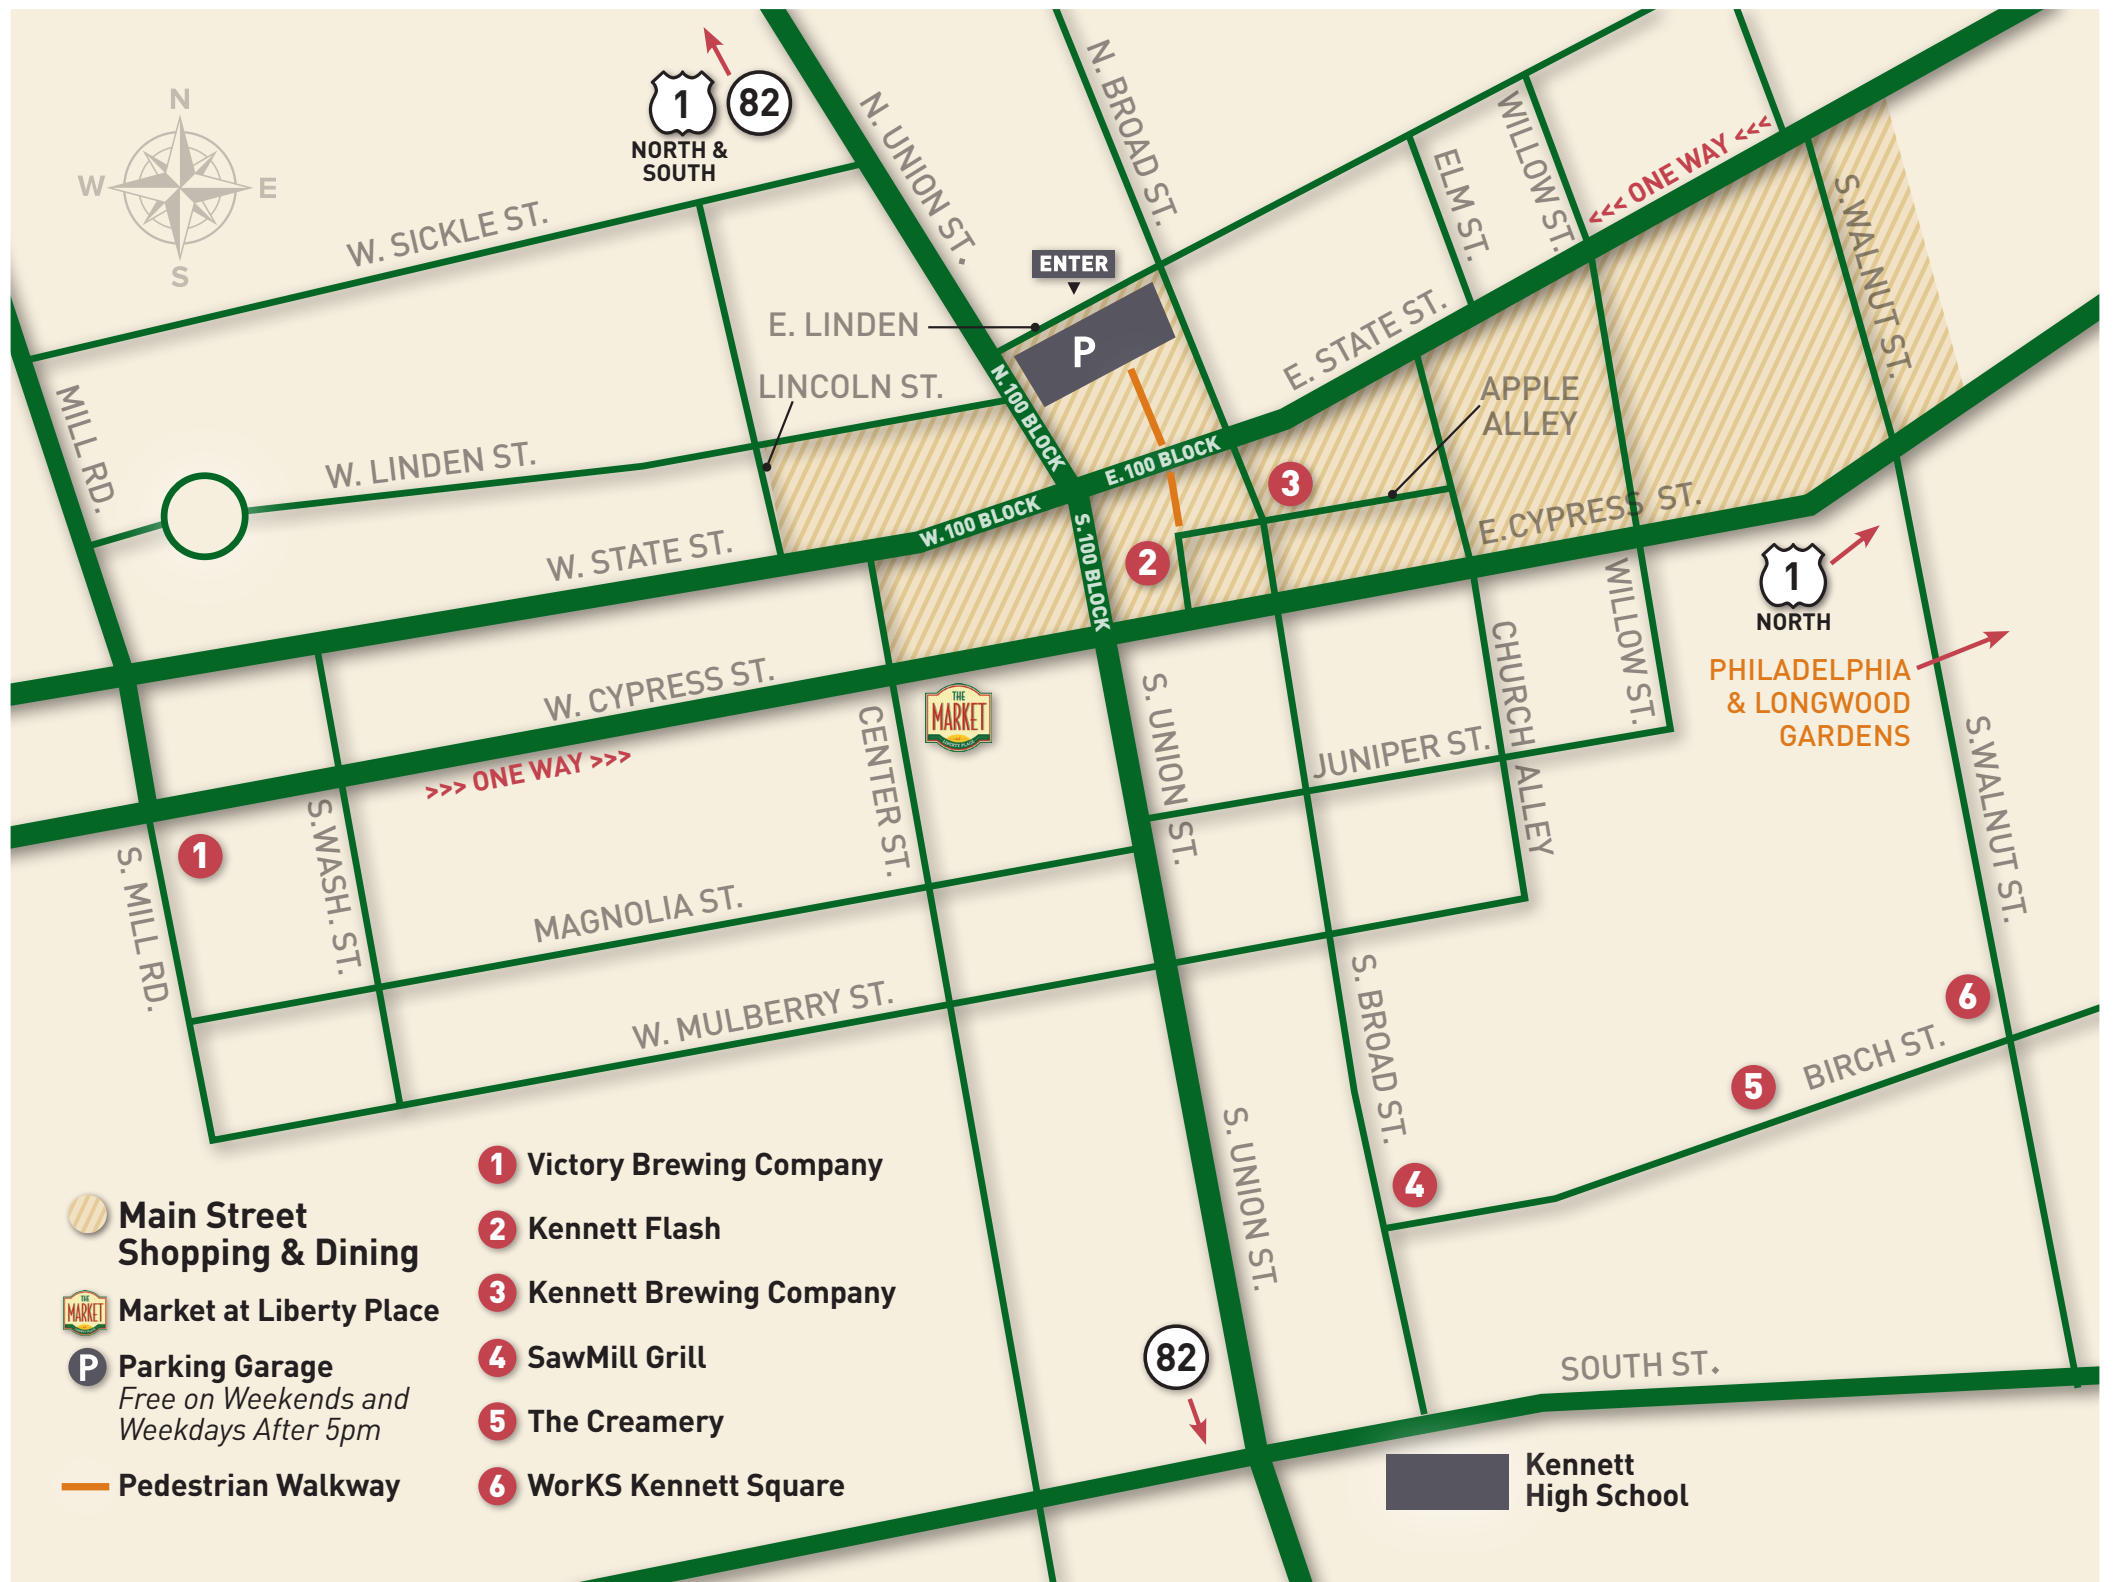 N
W
E
S
1
82
NORTH &
SOUTH
N. UNION ST.
N. BROAD ST.
WILLOW ST.
ELM ST.
<<< ONE WAY <<<
S.WALNUT ST.
W. SICKLE ST.
ENTER
P
E. LINDEN
LINCOLN ST.
N. 100 BLOCK
E. STATE ST.
APPLE
ALLEY
MILL RD.
W. LINDEN ST.
E. 100 BLOCK
3
W. 100 BLOCK
S. 100 BLOCK
2
E. CYPRESS ST.
W. STATE ST.
1
NORTH
WILLOW ST.
CHURCH ALLEY
PHILADELPHIA
& LONGWOOD
GARDENS
W. CYPRESS ST.
THE
MARKET
LIBERTY PLACE
CENTER ST.
S. UNION ST.
JUNIPER ST.
S.WALNUT ST.
>>> ONE WAY >>>
1
S. MILL RD.
S.WASH. ST.
MAGNOLIA ST.
W. MULBERRY ST.
S. BROAD ST.
6
BIRCH ST.
5
4
S. UNION ST.
82
SOUTH ST.
Kennett
High School
Main Street
Shopping & Dining
THE
MARKET
Market at Liberty Place
P
Parking Garage
Free on Weekends and
Weekdays After 5pm
Pedestrian Walkway
1 Victory Brewing Company
2 Kennett Flash
3 Kennett Brewing Company
4 SawMill Grill
5 The Creamery
6 WorKS Kennett Square